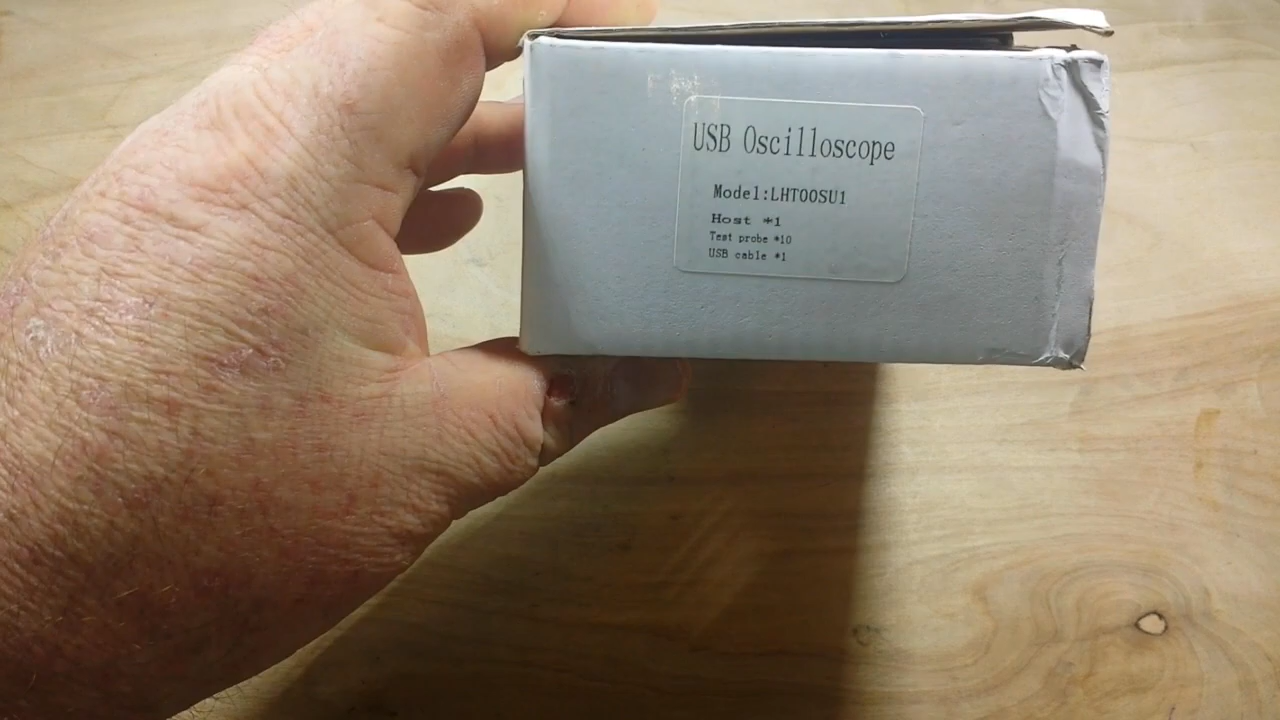 USB Oscilloscope
Model:LHT00SU1
Host *1
Test probe *10
USB cable *1